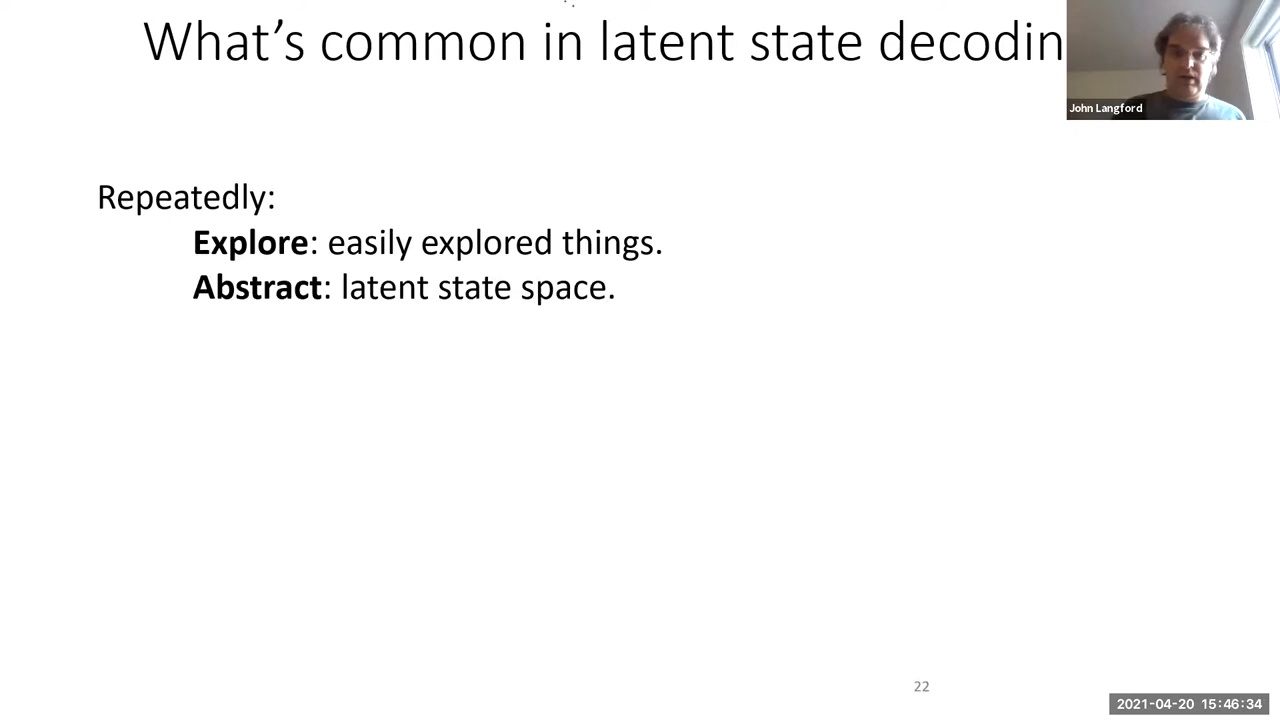 What's common in latent state decodin
John Langford
Repeatedly:
Explore: easily explored things.
Abstract: latent state space.
22
2021-04-20 15:46:34